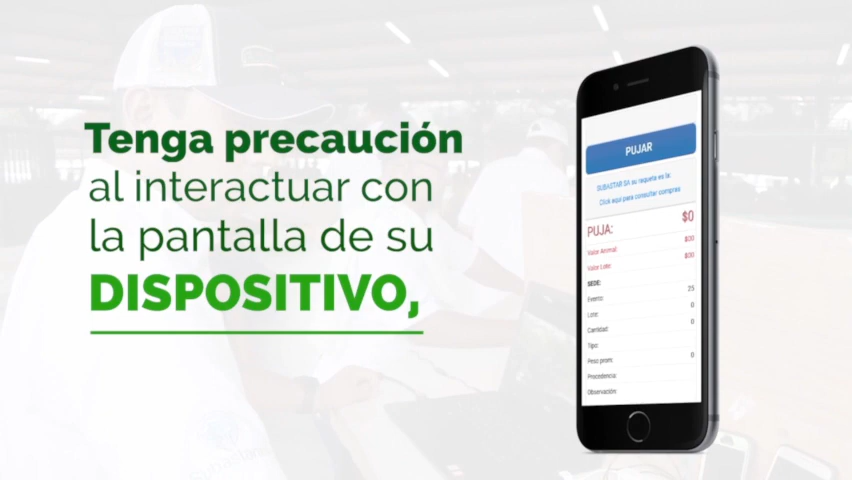 Tenga precaución
al interactuar con
la pantalla de su
DISPOSITIVO,
PUJAR
SUBASTAR SA su raqueta es la:
Click aquí para consultar compras
PUJA: $0
Valor Animal: $00
Valor Lote: $00
SEDE:
Evento: 25
Lote: 0
Cantidad: 0
Tipo:
Peso prom: 0
Procedencia:
Observación: